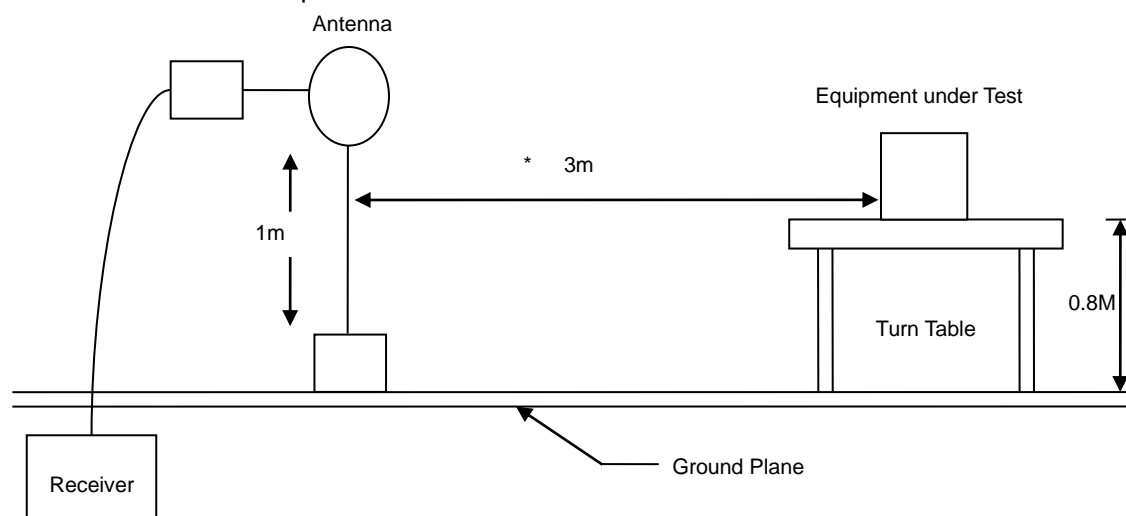 Antenna
Equipment under Test
* 3m
1m
0.8M
Turn Table
Ground Plane
Receiver